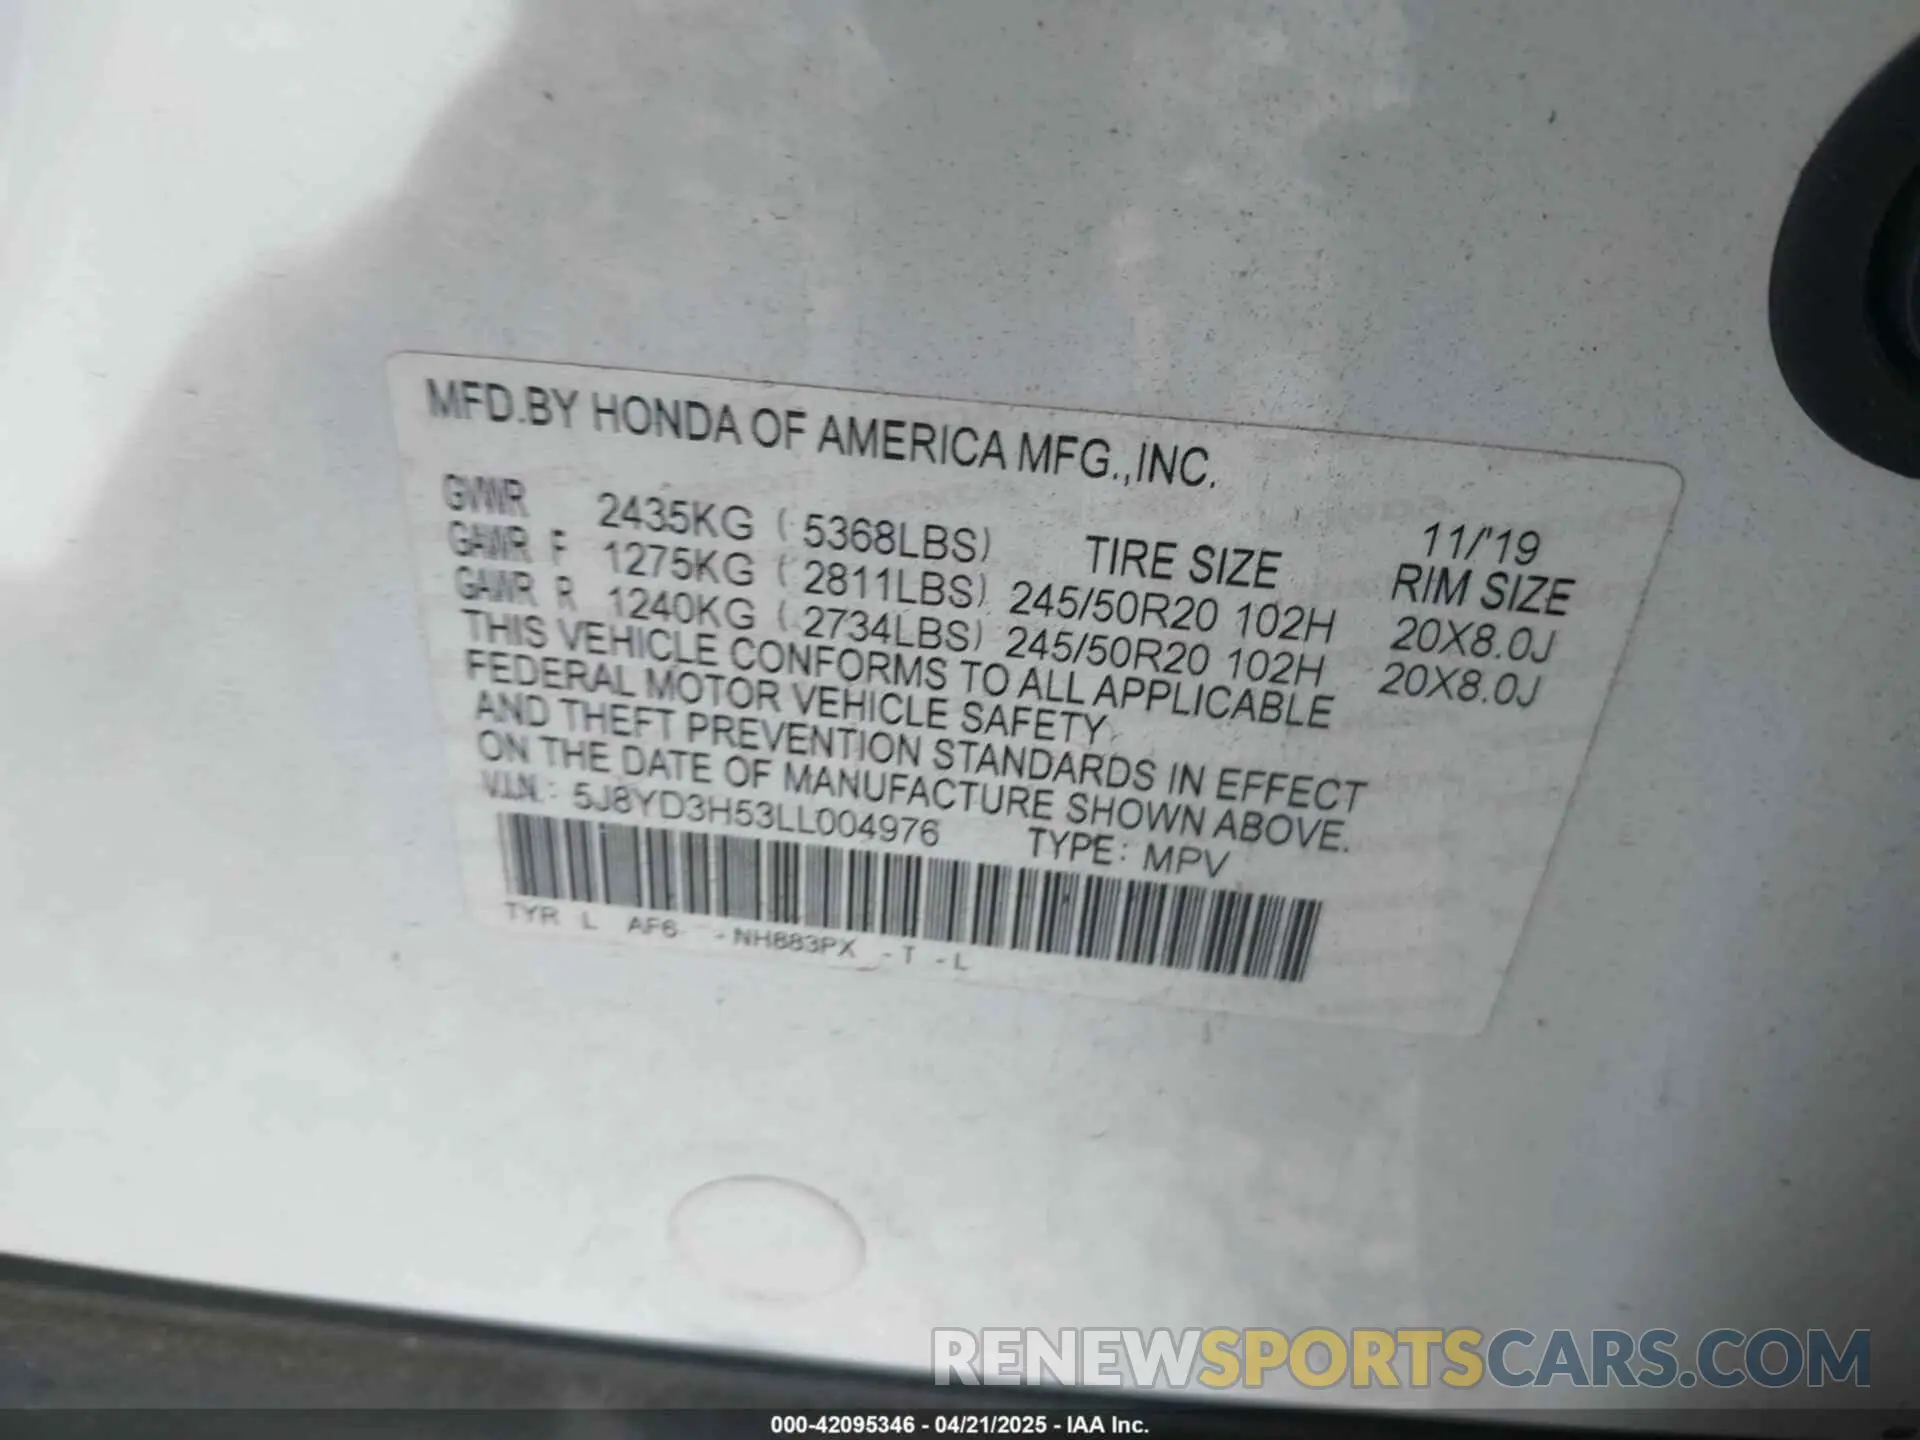 MFD.BY HONDA OF AMERICA MFG.,INC.
GVWR 2435KG ( 5368LBS) 11/'19
GAWR F 1275KG ( 2811LBS) TIRE SIZE RIM SIZE
245/50R20 102H 20X8.0J
GAWR R 1240KG ( 2734LBS) 245/50R20 102H 20X8.0J
THIS VEHICLE CONFORMS TO ALL APPLICABLE
FEDERAL MOTOR VEHICLE SAFETY
AND THEFT PREVENTION STANDARDS IN EFFECT
ON THE DATE OF MANUFACTURE SHOWN ABOVE.
V.I.N.: 5J8YD3H53LL004976 TYPE: MPV
TYR L AF6 -NH883PX -T -L
RENEWSPORTSCARS.COM
000-42095346 - 04/21/2025 - IAA Inc.